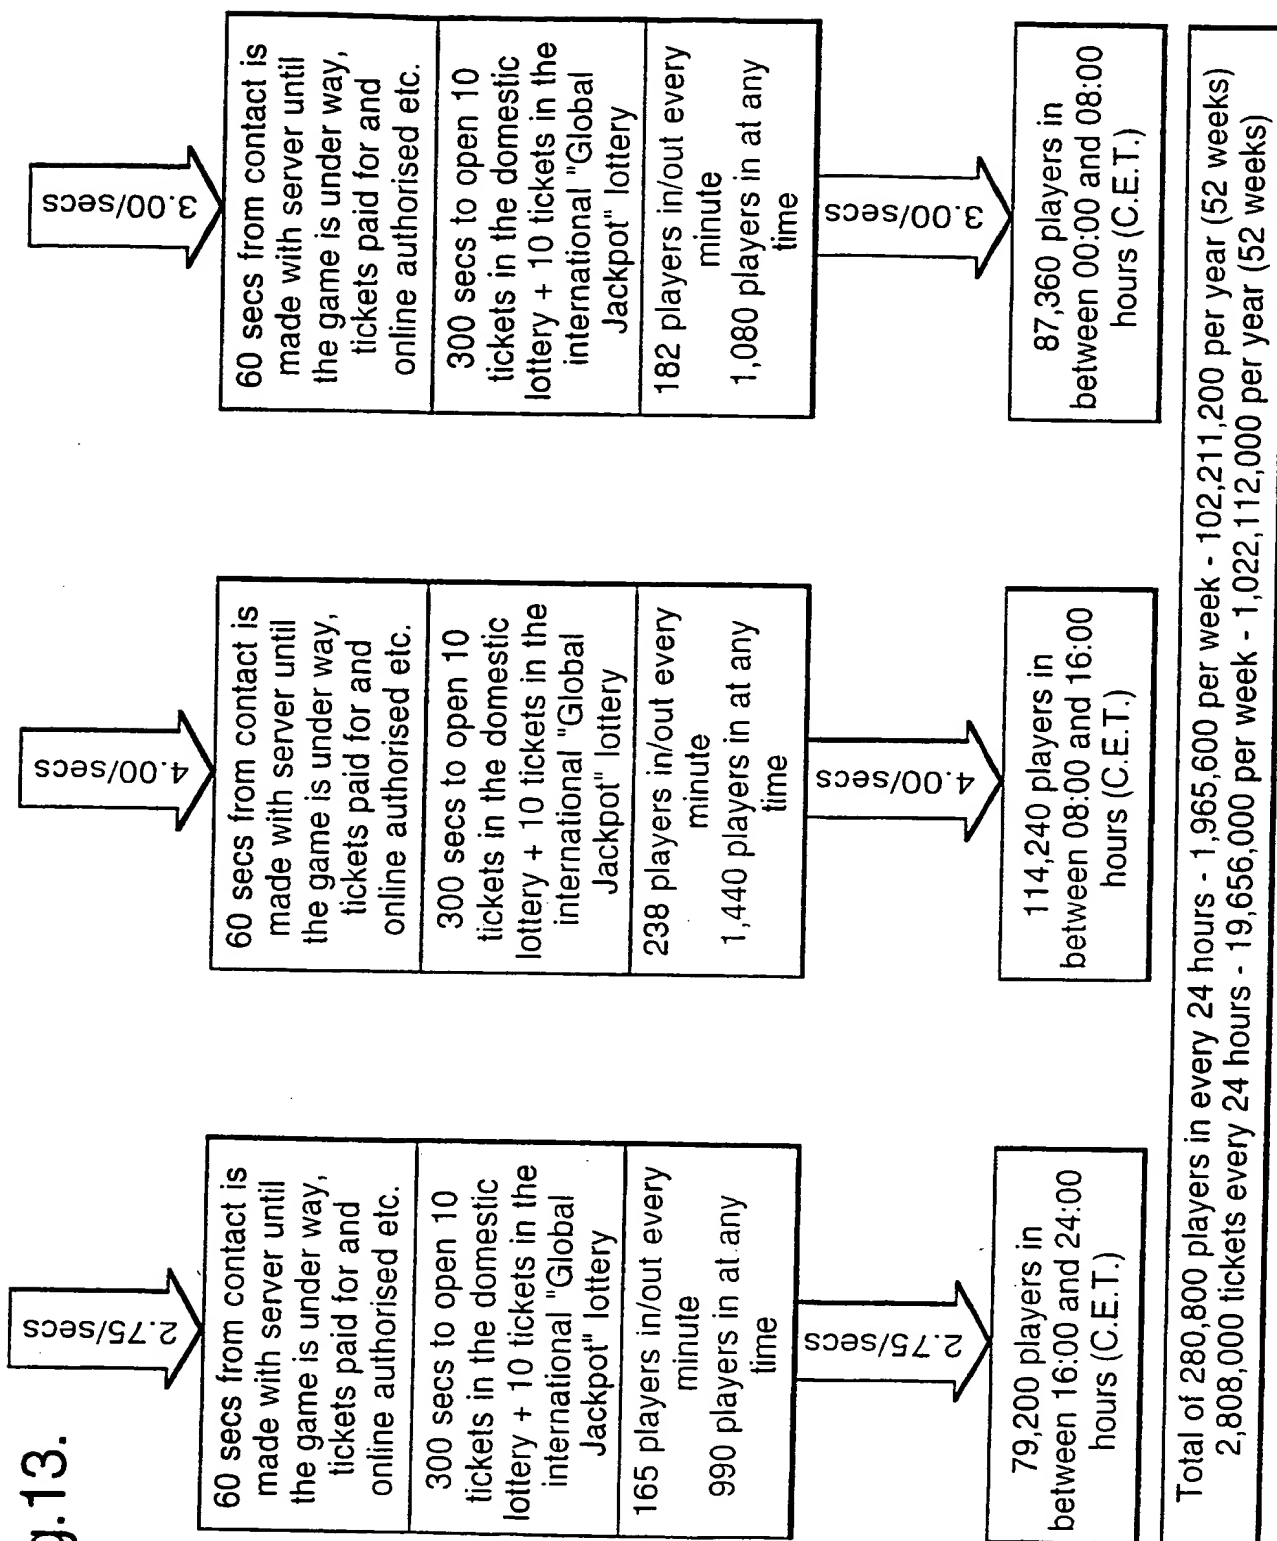 g.13.
2.75/secs
60 secs from contact is
made with server until
the game is under way,
tickets paid for and
online authorised etc.
300 secs to open 10
tickets in the domestic
lottery + 10 tickets in the
international "Global
Jackpot" lottery
165 players in/out every
minute
990 players in at any
time
2.75/secs
79,200 players in
between 16:00 and 24:00
hours (C.E.T.)
4.00/secs
60 secs from contact is
made with server until
the game is under way,
tickets paid for and
online authorised etc.
300 secs to open 10
tickets in the domestic
lottery + 10 tickets in the
international "Global
Jackpot" lottery
238 players in/out every
minute
1,440 players in at any
time
4.00/secs
114,240 players in
between 08:00 and 16:00
hours (C.E.T.)
3.00/secs
60 secs from contact is
made with server until
the game is under way,
tickets paid for and
online authorised etc.
300 secs to open 10
tickets in the domestic
lottery + 10 tickets in the
international "Global
Jackpot" lottery
182 players in/out every
minute
1,080 players in at any
time
3.00/secs
87,360 players in
between 00:00 and 08:00
hours (C.E.T.)
Total of 280,800 players in every 24 hours - 1,965,600 per week - 102,211,200 per year (52 weeks)
2,808,000 tickets every 24 hours - 19,656,000 per week - 1,022,112,000 per year (52 weeks)